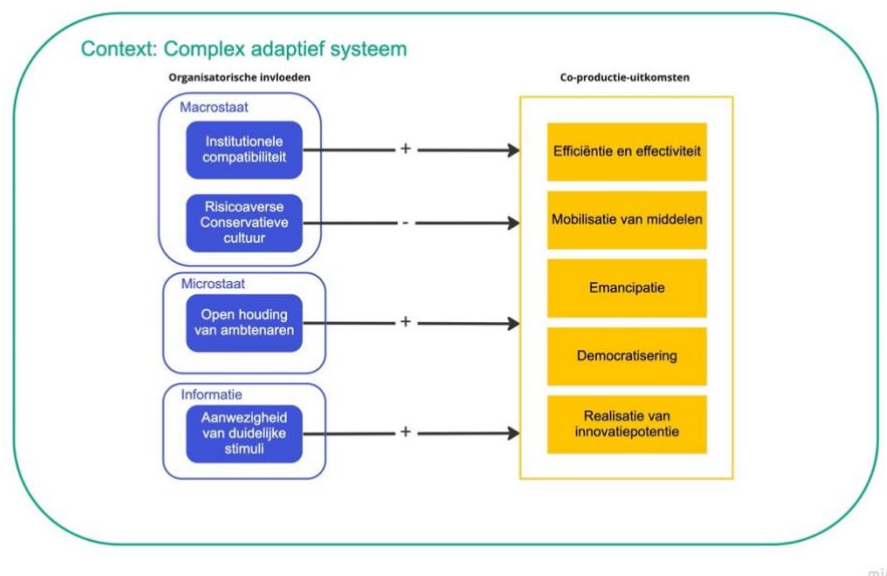 Context: Complex adaptief systeem
Organisatorische invloeden
Co-productie-uitkomsten
Macrostaat
Institutionele
compatibiliteit
+
Efficiëntie en effectiviteit
Risicoaverse
Conservatieve
cultuur
-
Mobilisatie van middelen
Microstaat
Open houding
van ambtenaren
+
Emancipatie
Democratisering
Informatie
Aanwezigheid
van duidelijke
stimuli
+
Realisatie van
innovatiepotentie